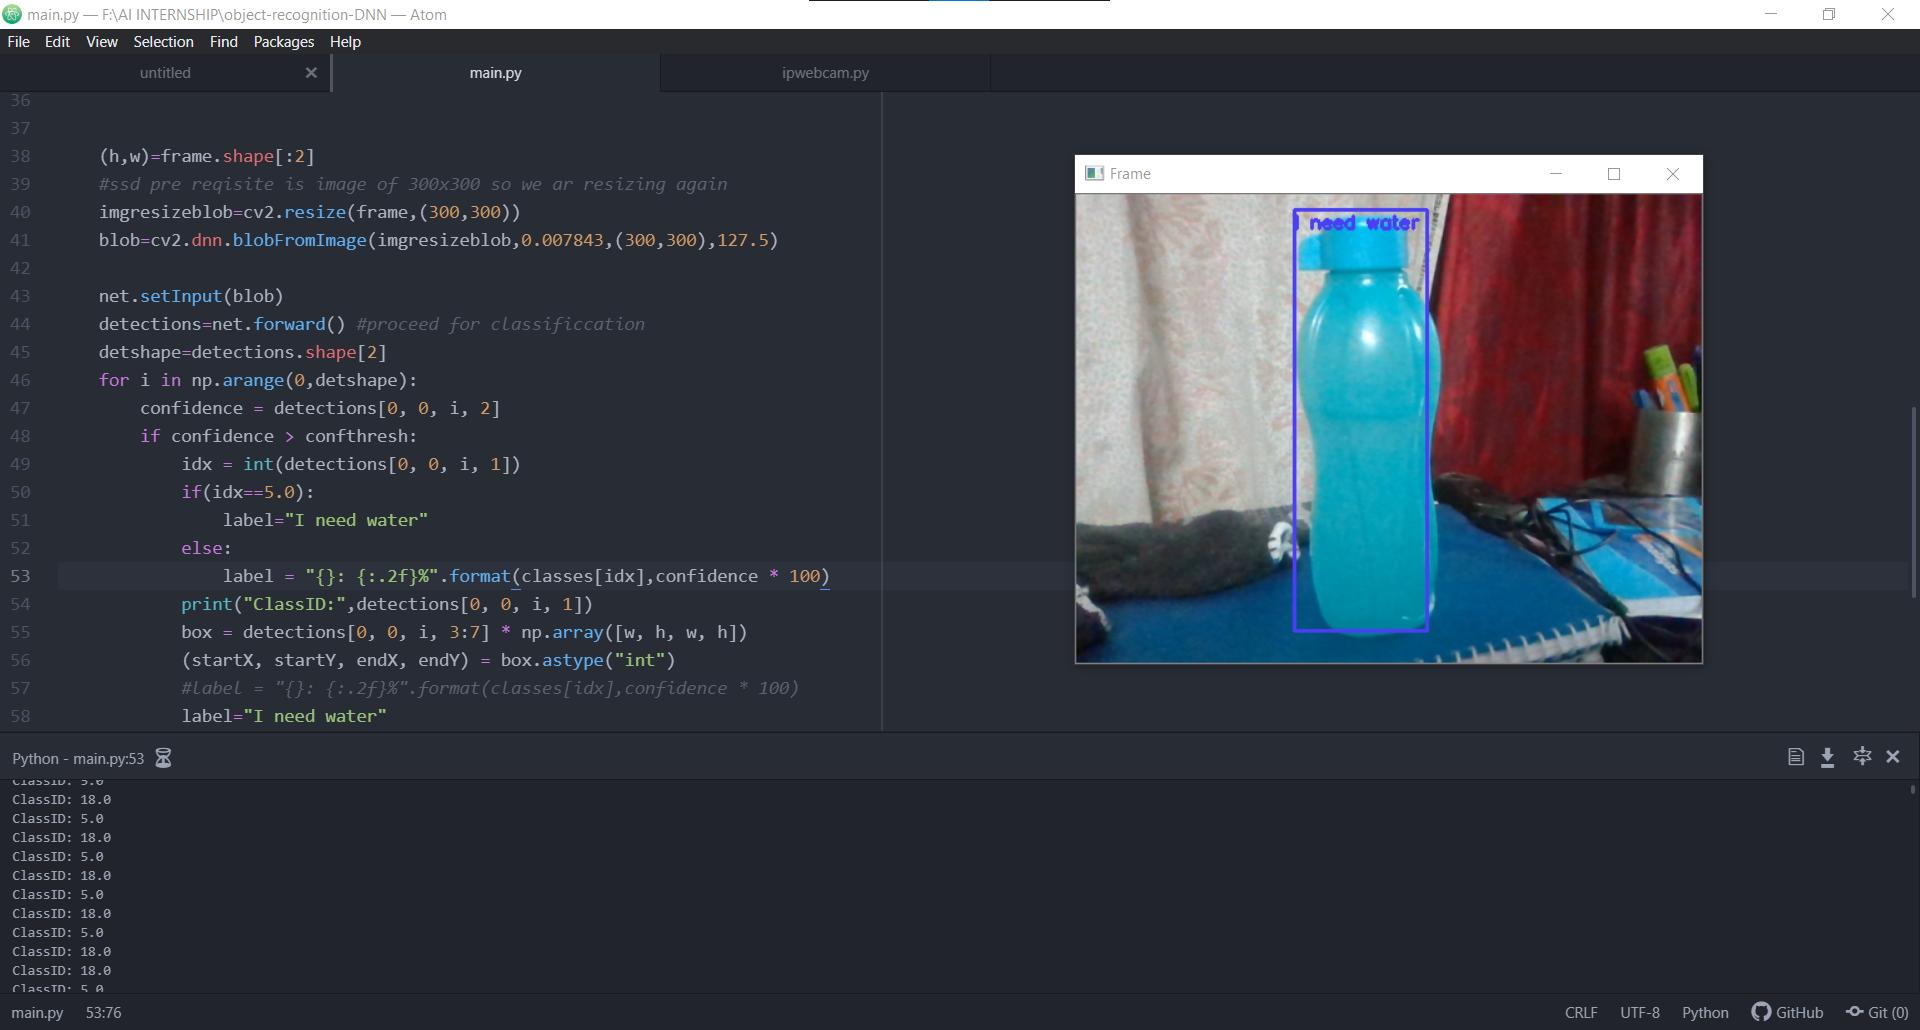 main.py — F:\AI INTERNSHIP\object-recognition-DNN — Atom
File Edit View Selection Find Packages Help
untitled main.py ipwebcam.py
36
37
38 (h,w)=frame.shape[:2]
39 #ssd pre reqisite is image of 300x300 so we ar resizing again
40 imgresizeblob=cv2.resize(frame,(300,300))
41 blob=cv2.dnn.blobFromImage(imgresizeblob,0.007843,(300,300),127.5)
42
43 net.setInput(blob)
44 detections=net.forward() #proceed for classificcation
45 detshape=detections.shape[2]
46 for i in np.arange(0,detshape):
47 confidence = detections[0, 0, i, 2]
48 if confidence > confthresh:
49 idx = int(detections[0, 0, i, 1])
50 if(idx==5.0):
51 label="I need water"
52 else:
53 label = "{}: {:.2f}%".format(classes[idx],confidence * 100)
54 print("ClassID:",detections[0, 0, i, 1])
55 box = detections[0, 0, i, 3:7] * np.array([w, h, w, h])
56 (startX, startY, endX, endY) = box.astype("int")
57 #label = "{}: {:.2f}%".format(classes[idx],confidence * 100)
58 label="I need water"
Frame
I need water
Python - main.py:53
ClassID: 5.0
ClassID: 18.0
ClassID: 5.0
ClassID: 18.0
ClassID: 5.0
ClassID: 18.0
ClassID: 5.0
ClassID: 18.0
ClassID: 5.0
ClassID: 18.0
ClassID: 18.0
ClassID: 5.0
main.py 53:76 CRLF UTF-8 Python GitHub Git (0)